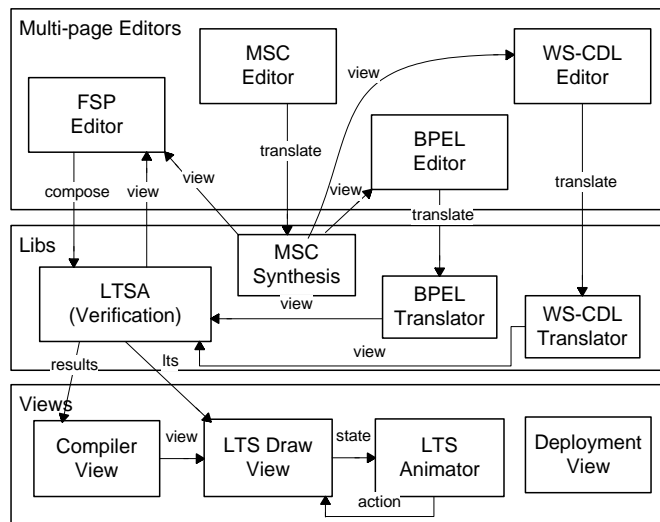 Multi-page Editors
MSC
Editor
WS-CDL
Editor
view
FSP
Editor
BPEL
Editor
translate
compose
view
view
view
translate
translate
Libs
MSC
Synthesis
LTSA
(Verification)
view
BPEL
Translator
WS-CDL
Translator
view
results
lts
Views
Compiler
View
view
LTS Draw
View
state
LTS
Animator
action
Deployment
View